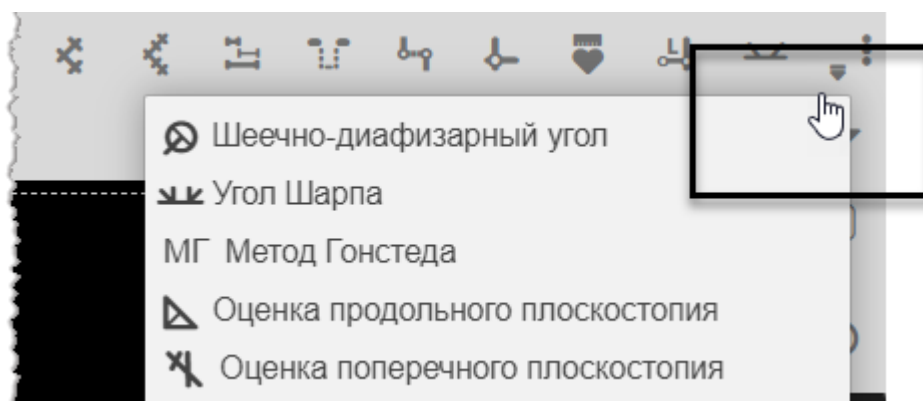 Шеечно-диафизарный угол
Угол Шарпа
МГ Метод Гонстеда
Оценка продольного плоскостопия
Оценка поперечного плоскостопия